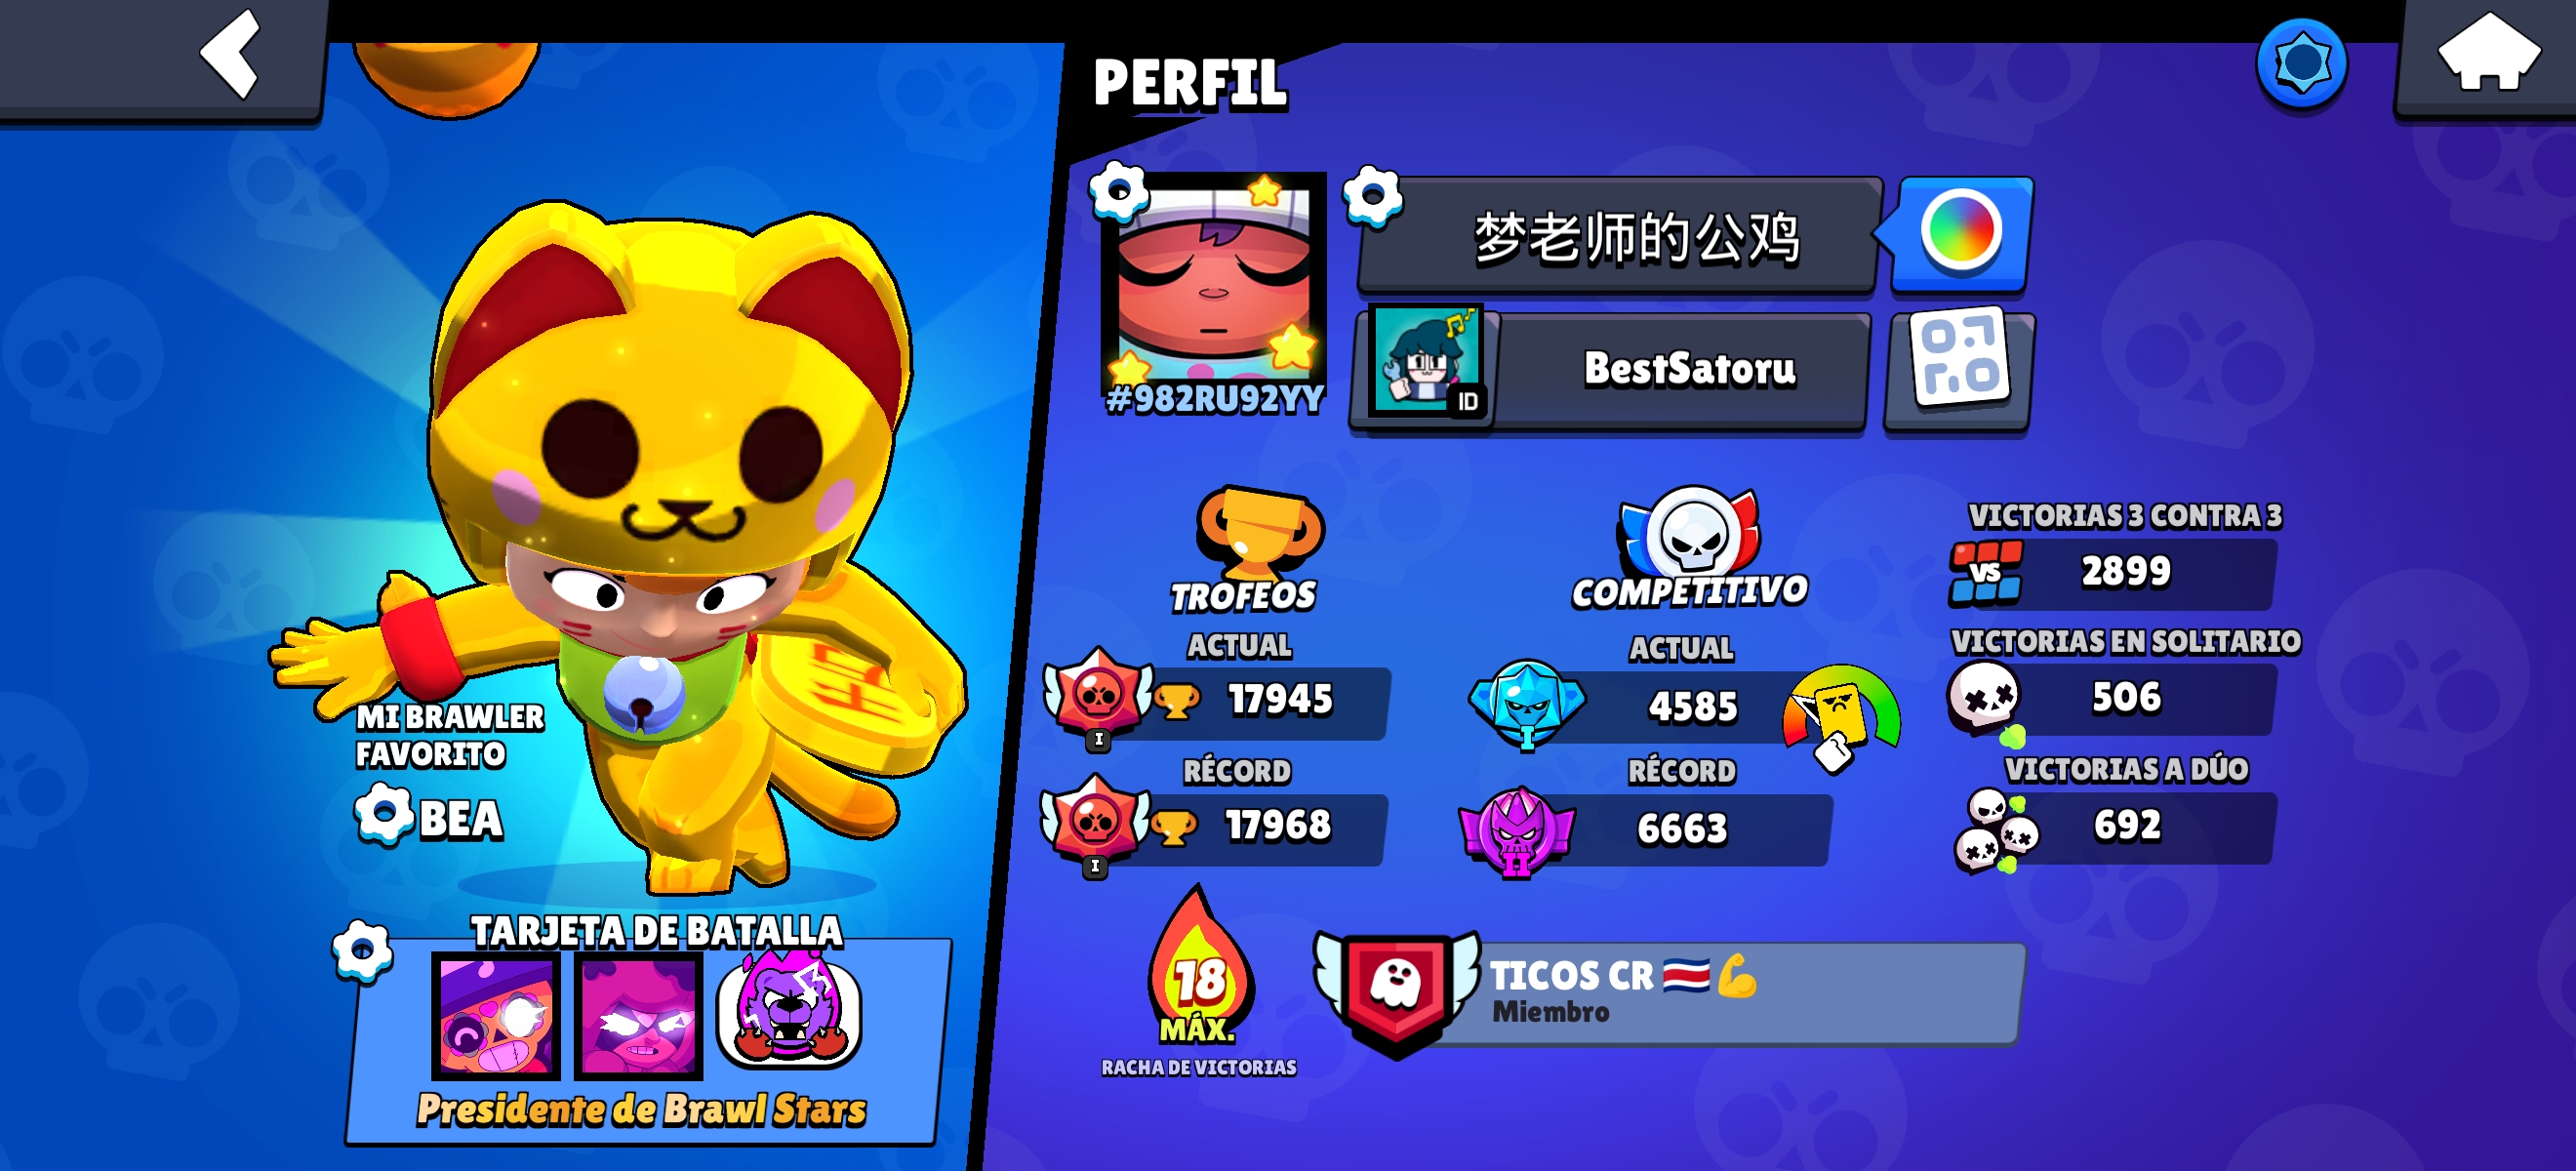 PERFIL
梦老师的公鸡
#982RU92YY
ID
BestSatoru
MI BRAWLER
FAVORITO
BEA
TARJETA DE BATALLA
Presidente de Brawl Stars
TROFEOS
ACTUAL
17945
I
RÉCORD
17968
I
COMPETITIVO
ACTUAL
4585
I
RÉCORD
6663
II
VICTORIAS 3 CONTRA 3
VS
2899
VICTORIAS EN SOLITARIO
506
VICTORIAS A DÚO
692
18
MÁX.
RACHA DE VICTORIAS
TICOS CR 🇨🇷💪
Miembro